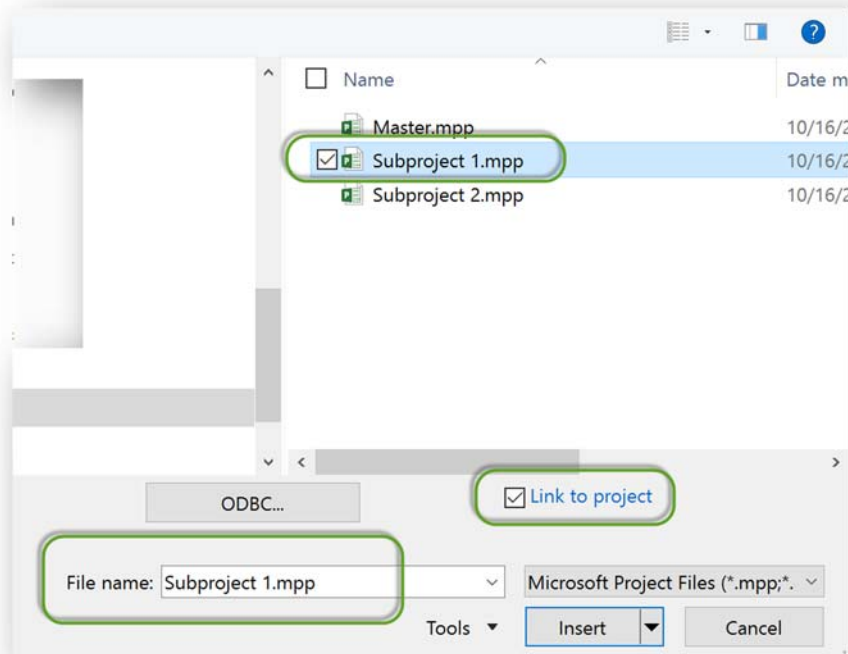 ?
Name Date m
Master.mpp 10/16/2
Subproject 1.mpp 10/16/2
Subproject 2.mpp 10/16/2
ODBC...
Link to project
File name: Subproject 1.mpp Microsoft Project Files (*.mpp;*.
Tools Insert Cancel